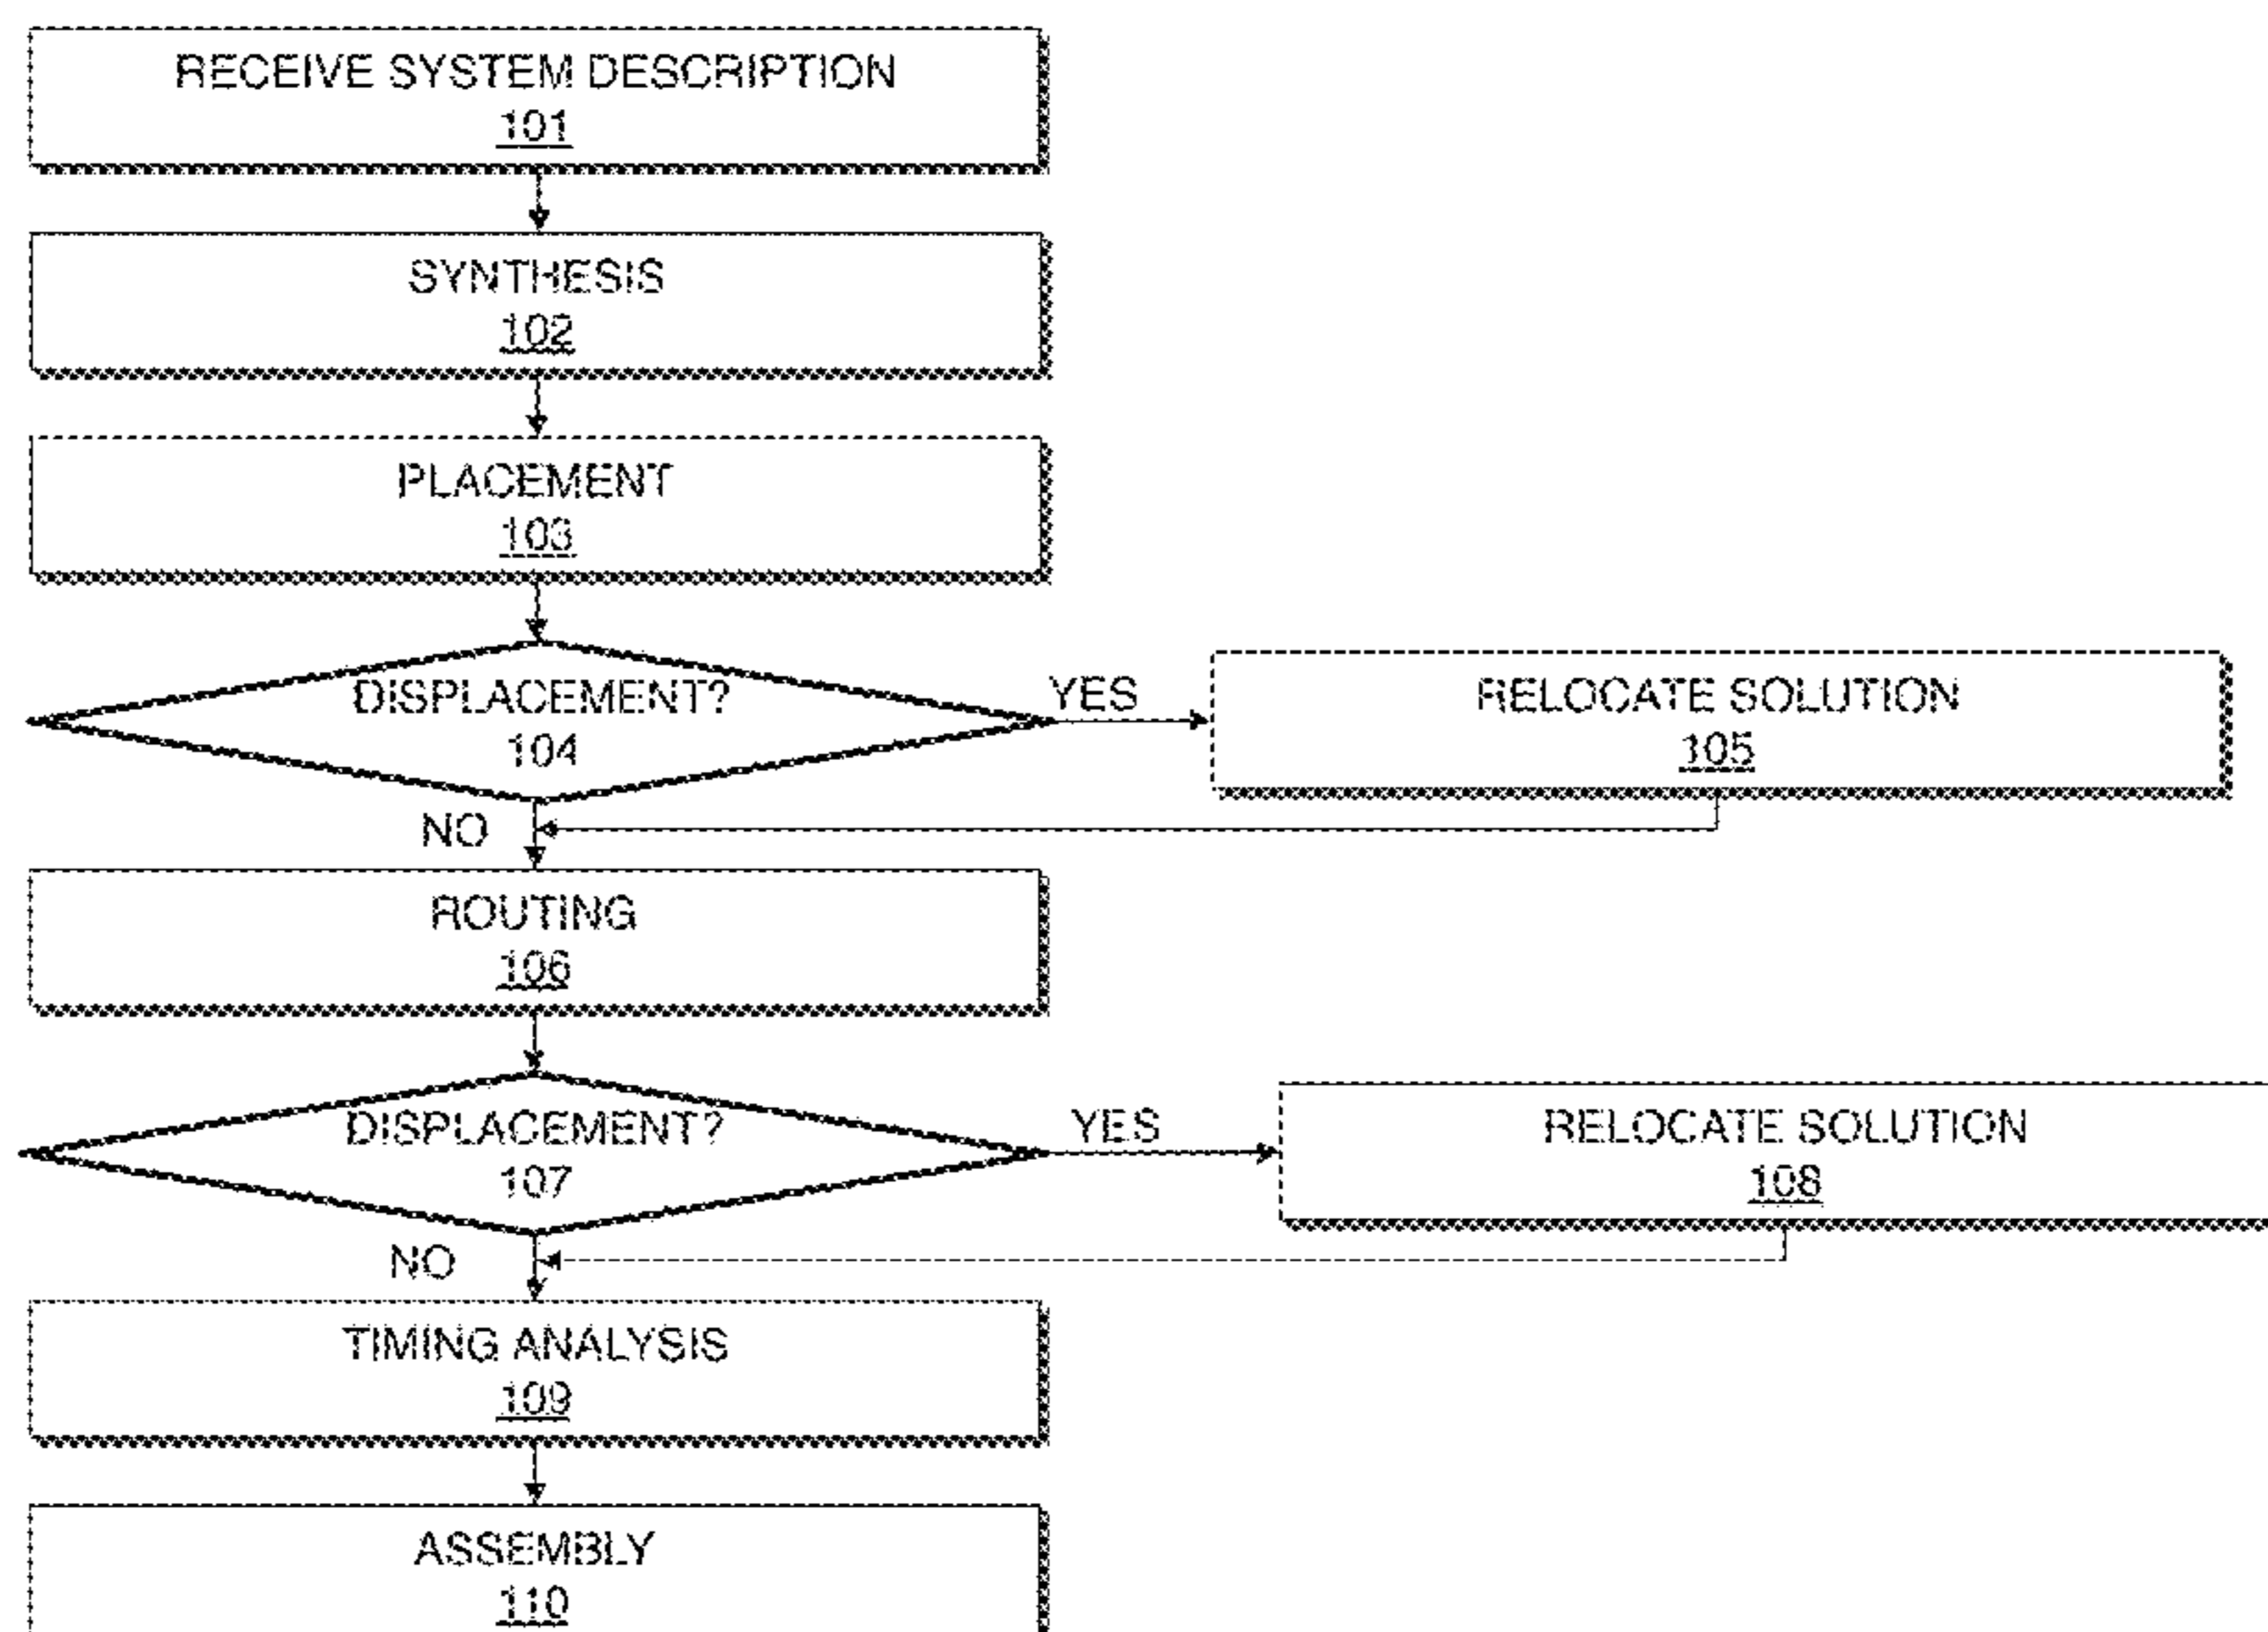 RECEIVE SYSTEM DESCRIPTION
101
SYNTHESIS
102
PLACEMENT
103
DISPLACEMENT?
104
YES
RELOCATE SOLUTION
105
NO
ROUTING
106
DISPLACEMENT?
107
YES
RELOCATE SOLUTION
108
NO
TIMING ANALYSIS
109
ASSEMBLY
110